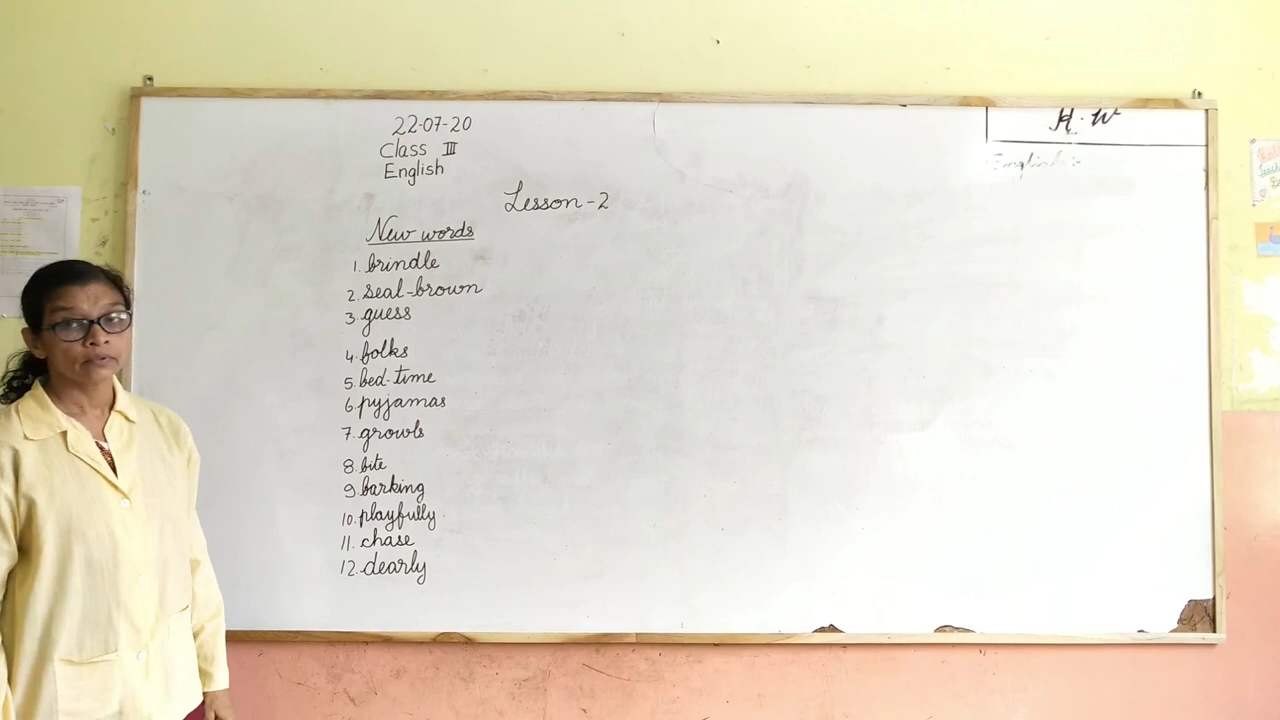 22-07-20
Class III
English
Lesson-2
New words
1. brindle
2. seal-brown
3. guess
4. folks
5. bed-time
6. pyjamas
7. growls
8. bite
9. barking
10. playfully
11. chase
12. dearly
H.W
English:-